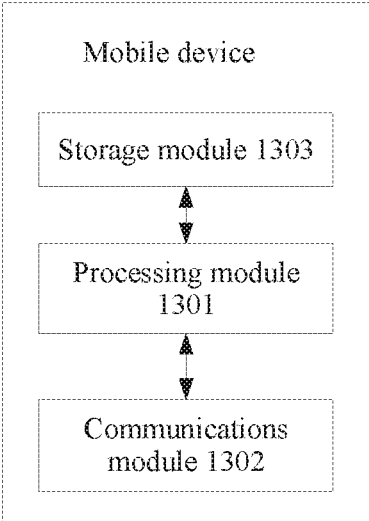 Mobile device
Storage module 1303
Processing module
1301
Communications
module 1302